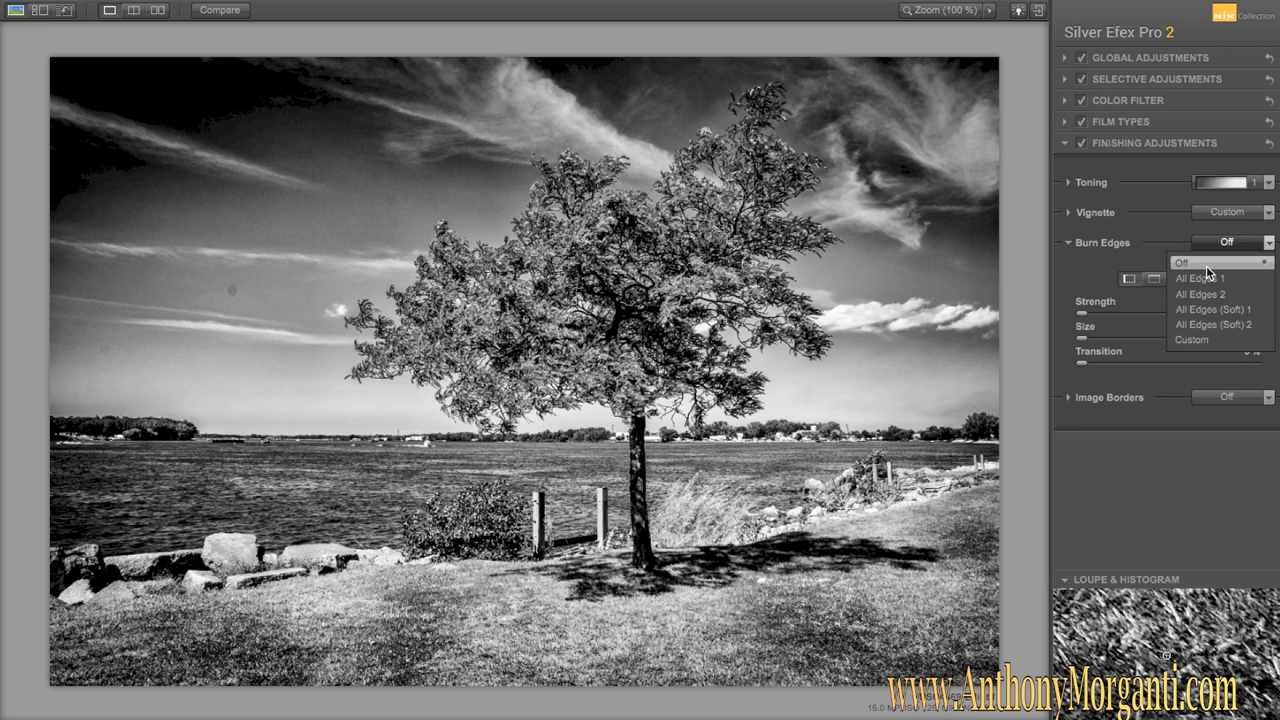 Compare
Zoom (100 %)
nik Collection
Silver Efex Pro 2
GLOBAL ADJUSTMENTS
SELECTIVE ADJUSTMENTS
COLOR FILTER
FILM TYPES
FINISHING ADJUSTMENTS
Toning 1
Vignette Custom
Burn Edges Off
Off
All Edges 1
All Edges 2
All Edges (Soft) 1
All Edges (Soft) 2
Custom
Strength
Size
Transition
Image Borders Off
LOUPE & HISTOGRAM
www.AnthonyMorganti.com